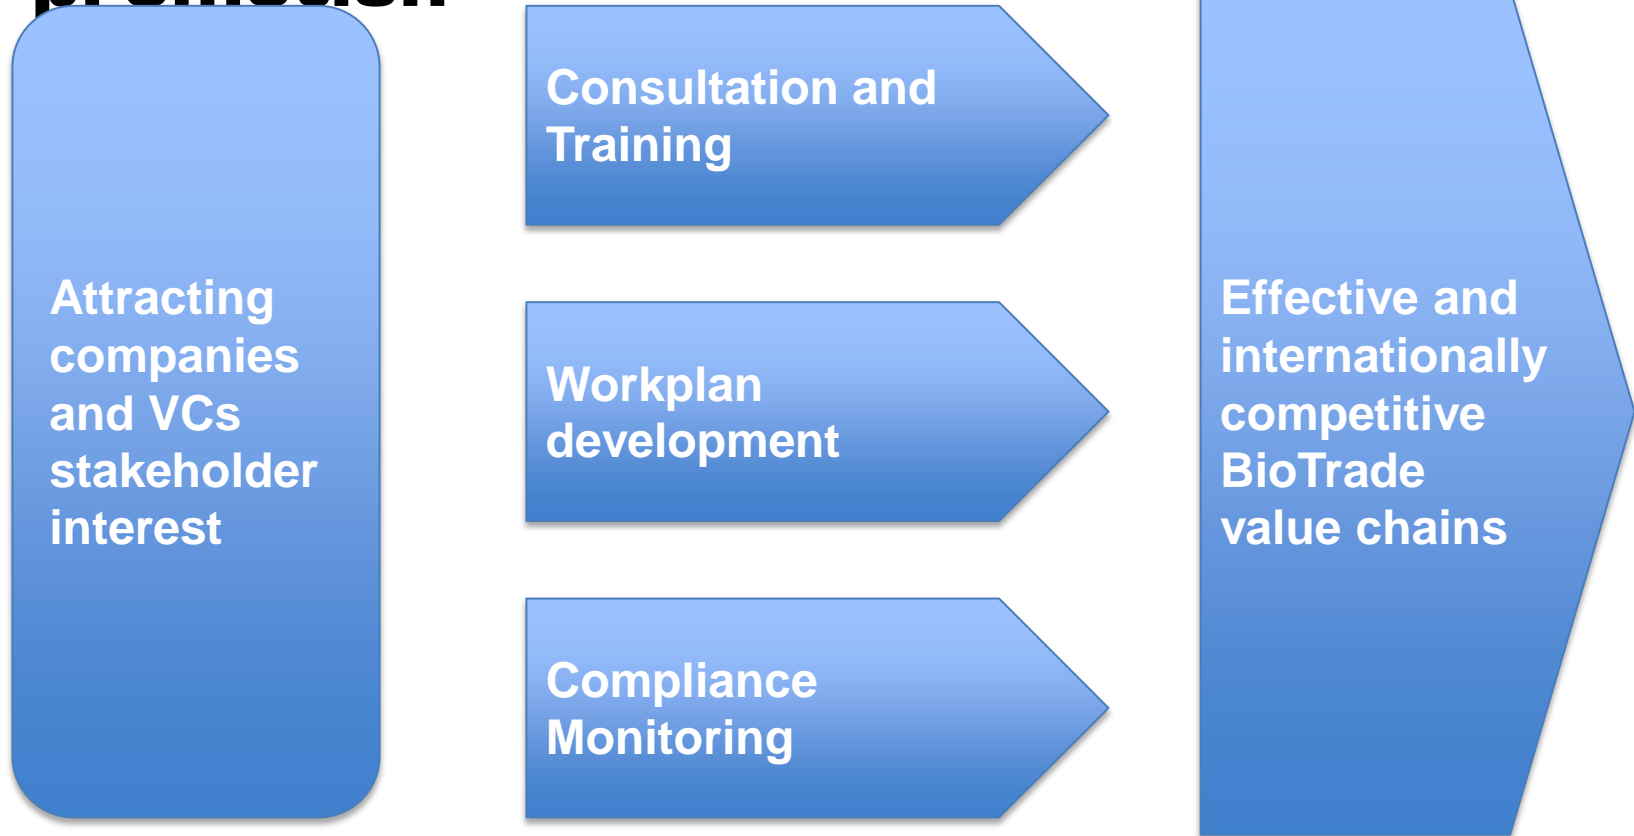 Attracting
companies
and VCs
stakeholder
interest
Consultation and
Training
Workplan
development
Compliance
Monitoring
Effective and
internationally
competitive
BioTrade
value chains